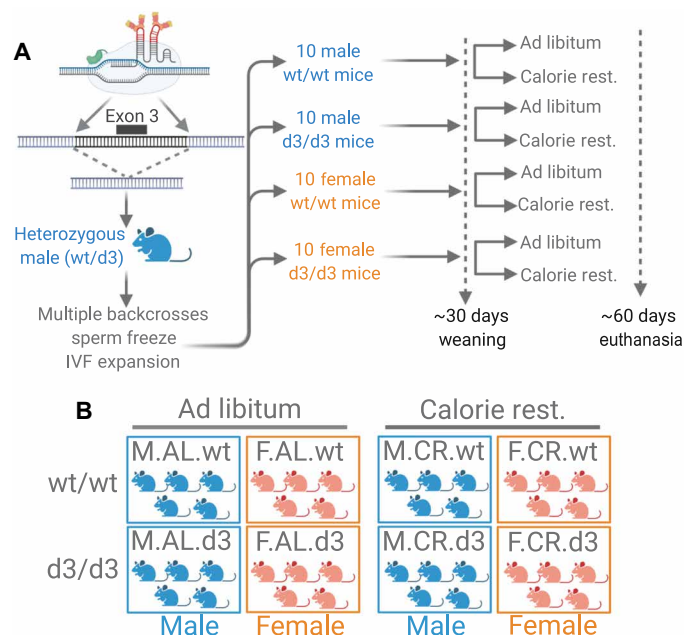 A
Exon 3
Heterozygous
male (wt/d3)
Multiple backcrosses
sperm freeze
IVF expansion
10 male
wt/wt mice
10 male
d3/d3 mice
10 female
wt/wt mice
10 female
d3/d3 mice
Ad libitum
Calorie rest.
Ad libitum
Calorie rest.
Ad libitum
Calorie rest.
Ad libitum
Calorie rest.
~30 days
weaning
~60 days
euthanasia
B
Ad libitum
Calorie rest.
wt/wt
M.AL.wt
F.AL.wt
M.CR.wt
F.CR.wt
d3/d3
M.AL.d3
F.AL.d3
M.CR.d3
F.CR.d3
Male
Female
Male
Female